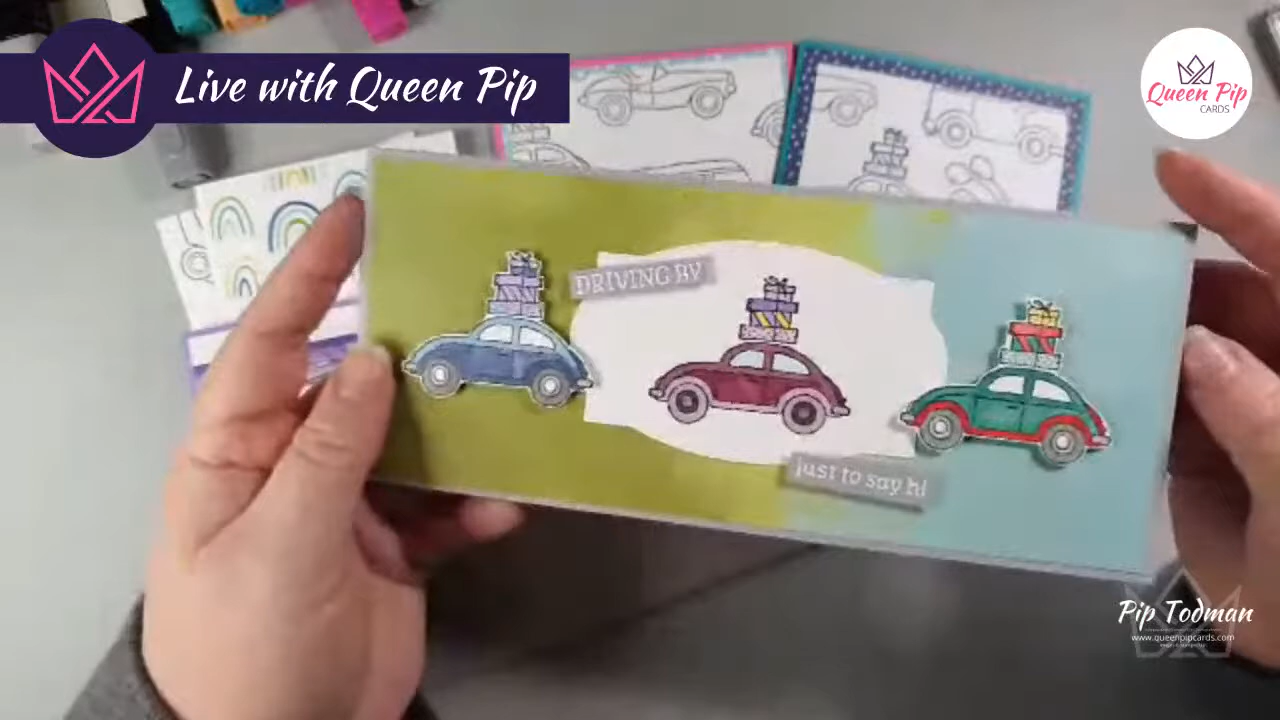 Live with Queen Pip
Queen Pip
CARDS
DRIVING BY
just to say hi
Pip Todman
www.queenpipcards.com